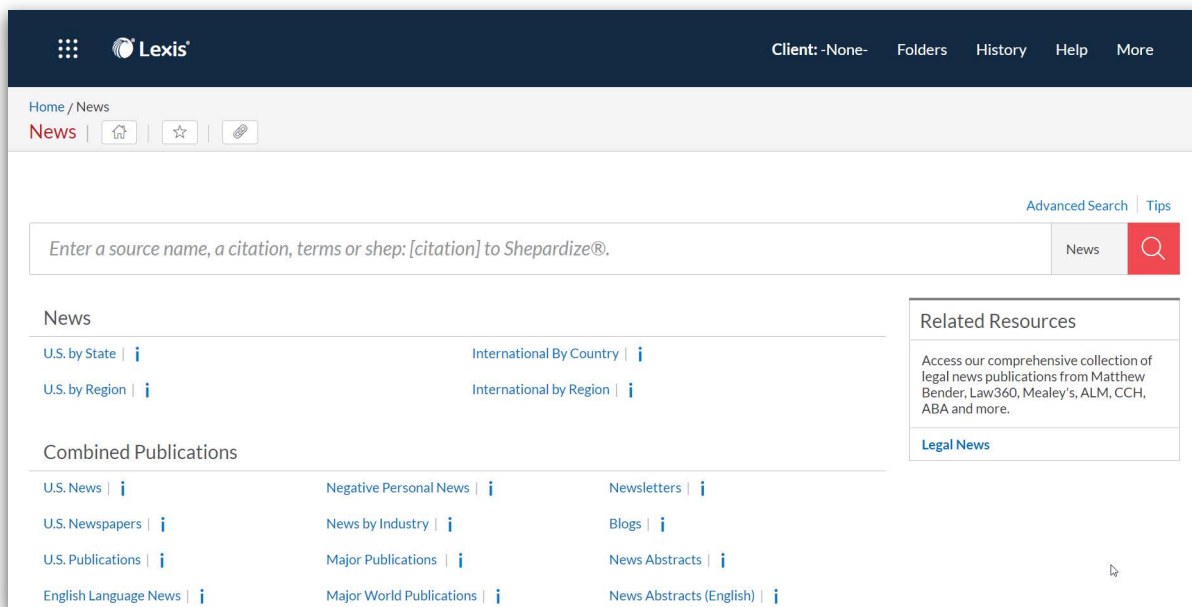 Lexis®
Client: -None- Folders History Help More
Home / News
News
Advanced Search | Tips
Enter a source name, a citation, terms or shep: [citation] to Shepardize®.
News
News
U.S. by State | i
International By Country | i
U.S. by Region | i
International by Region | i
Combined Publications
U.S. News | i
Negative Personal News | i
Newsletters | i
U.S. Newspapers | i
News by Industry | i
Blogs | i
U.S. Publications | i
Major Publications | i
News Abstracts | i
English Language News | i
Major World Publications | i
News Abstracts (English) | i
Related Resources
Access our comprehensive collection of
legal news publications from Matthew
Bender, Law360, Mealey's, ALM, CCH,
ABA and more.
Legal News